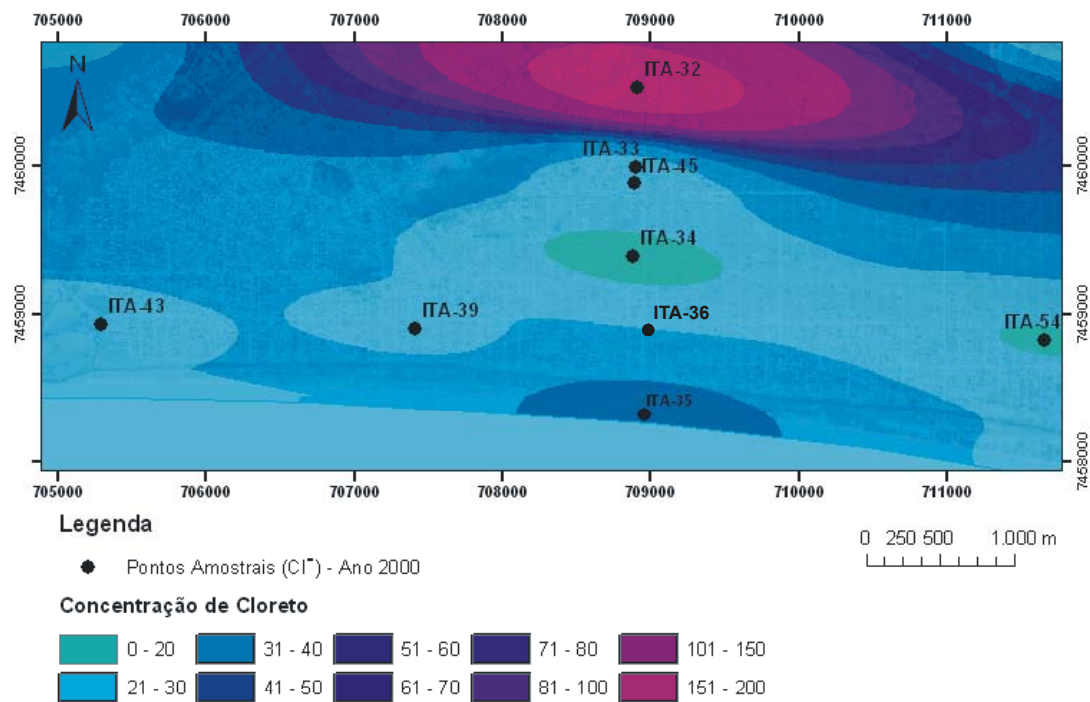 705000 706000 707000 708000 709000 710000 711000
N
ITA-32
7460000
ITA-33
7460000
ITA-45
ITA-34
7459000
ITA-43
ITA-39
ITA-36
ITA-54
7459000
ITA-35
7458000
705000 706000 707000 708000 709000 710000 711000
Legenda
Pontos Amostrais (Cl⁻) - Ano 2000
0 250 500 1.000 m
Concentração de Cloreto
0 - 20 31 - 40 51 - 60 71 - 80 101 - 150
21 - 30 41 - 50 61 - 70 81 - 100 151 - 200